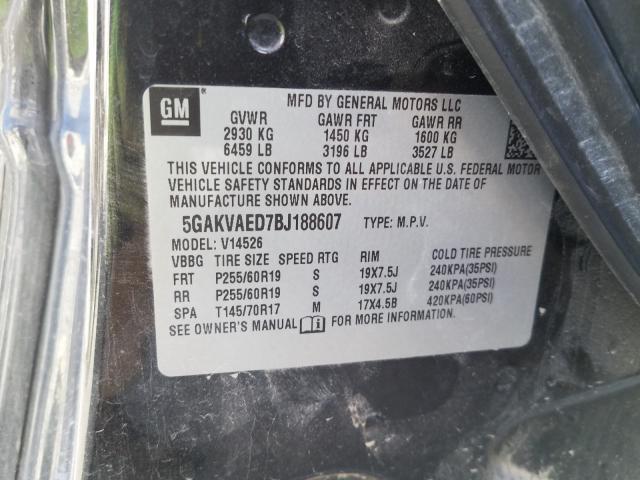 GM
MFD BY GENERAL MOTORS LLC
GVWR GAWR FRT GAWR RR
2930 KG 1450 KG 1600 KG
6459 LB 3196 LB 3527 LB
THIS VEHICLE CONFORMS TO ALL APPLICABLE U.S. FEDERAL MOTOR
VEHICLE SAFETY STANDARDS IN EFFECT ON THE DATE OF
MANUFACTURE SHOWN ABOVE.
5GAKVAED7BJ188607 TYPE: M.P.V.
MODEL: V14526
VBBG TIRE SIZE SPEED RTG RIM COLD TIRE PRESSURE
FRT P255/60R19 S 19X7.5J 240KPA(35PSI)
RR P255/60R19 S 19X7.5J 240KPA(35PSI)
SPA T145/70R17 M 17X4.5B 420KPA(60PSI)
SEE OWNER'S MANUAL FOR MORE INFORMATION.